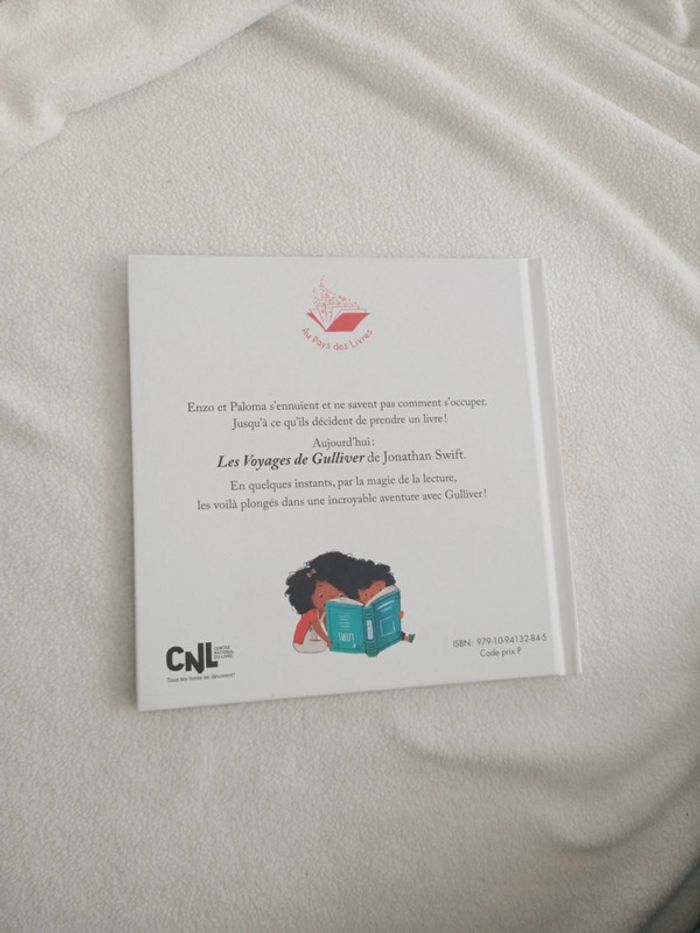 Au Pays des Livres
Enzo et Paloma s'ennuient et ne savent pas comment s'occuper.
Jusqu'à ce qu'ils décident de prendre un livre !
Aujourd'hui :
Les Voyages de Gulliver de Jonathan Swift.
En quelques instants, par la magie de la lecture,
les voilà plongés dans une incroyable aventure avec Gulliver !
SWIFT
CNL CENTRE
NATIONAL
DU LIVRE
Tous les livres se dévorent !
ISBN : 979-10-94132-84-5
Code prix P